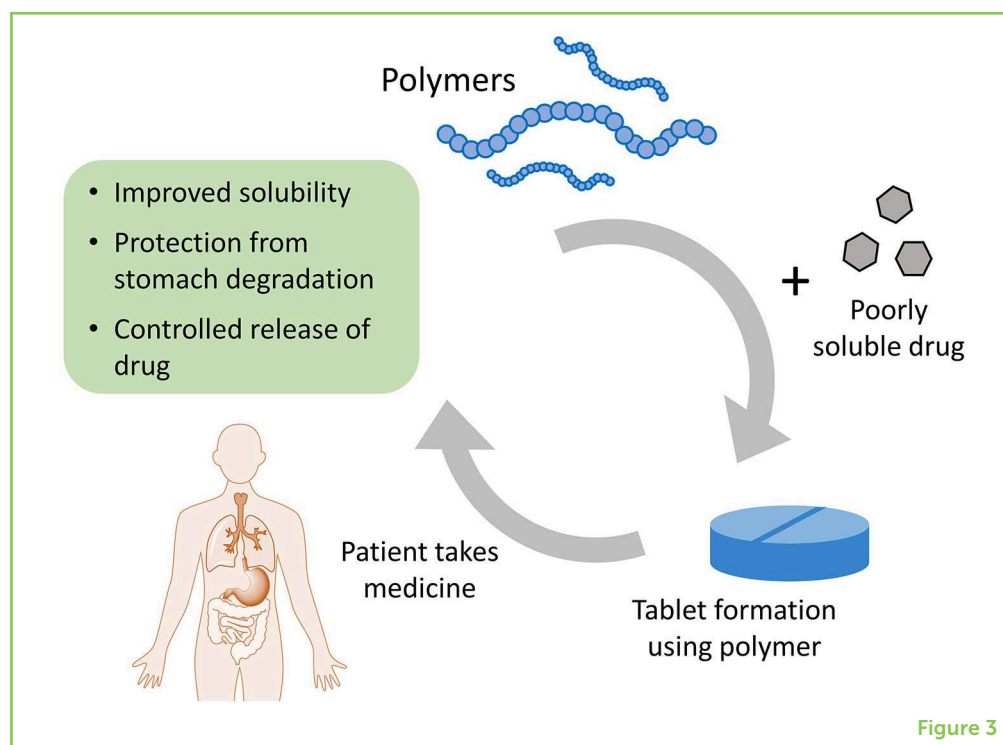 Polymers
• Improved solubility
• Protection from
stomach degradation
• Controlled release of
drug
+
Poorly
soluble drug
Patient takes
medicine
Tablet formation
using polymer
Figure 3